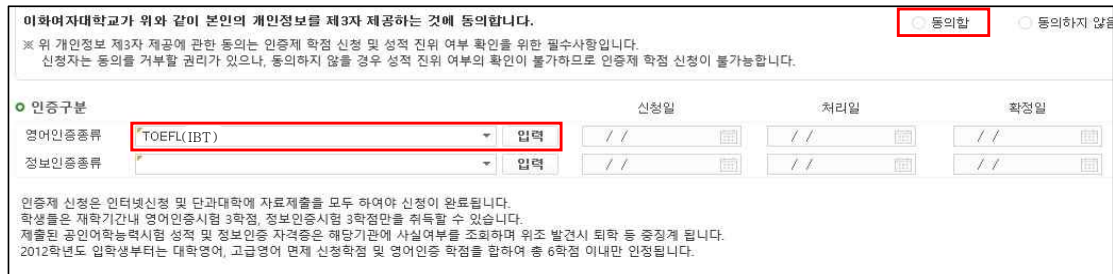 이화여자대학교가 위와 같이 본인의 개인정보를 제3자 제공하는 것에 동의합니다. 동의함 동의하지 않음
※ 위 개인정보 제3자 제공에 관한 동의는 인증제 학점 신청 및 성적 진위 여부 확인을 위한 필수사항입니다.
신청자는 동의를 거부할 권리가 있으나, 동의하지 않을 경우 성적 진위 여부의 확인이 불가하므로 인증제 학점 신청이 불가능합니다.
인증구분 신청일 처리일 확정일
영어인증종류 TOEFL(IBT) 입력 / / / / / /
정보인증종류 입력 / / / / / /
인증제 신청은 인터넷신청 및 단과대학에 자료제출을 모두 하여야 신청이 완료됩니다.
학생들은 재학기간내 영어인증시험 3학점, 정보인증시험 3학점만을 취득할 수 있습니다.
제출된 공인어학능력시험 성적 및 정보인증 자격증은 해당기관에 사실여부를 조회하며 위조 발견시 퇴학 등 중징계 됩니다.
2012학년도 입학생부터는 대학영어, 고급영어 면제 신청학점 및 영어인증 학점을 합하여 총 6학점 이내만 인정됩니다.